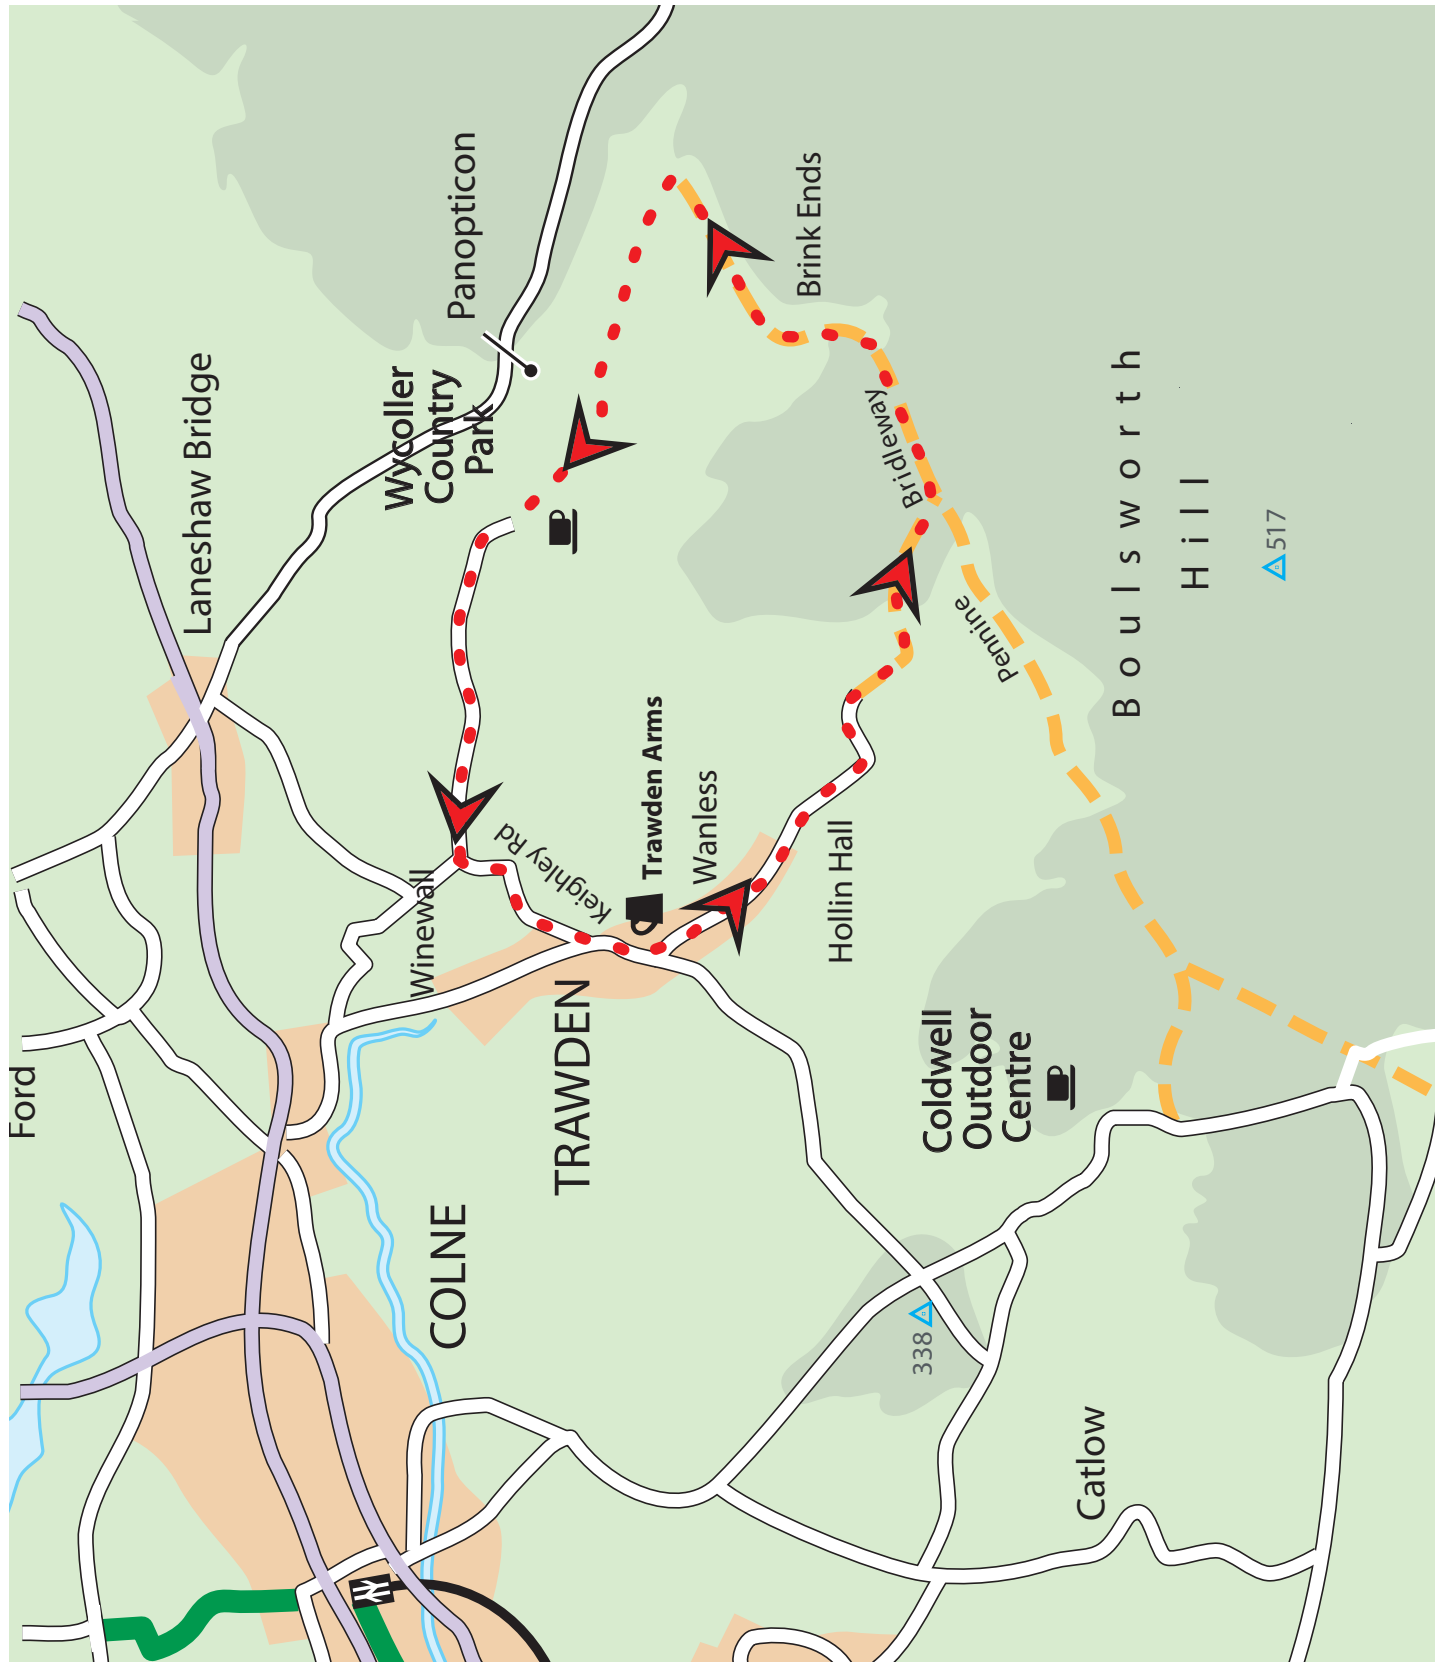 Laneshaw Bridge
Panopticon
Wycoller
Country
Park
Brink Ends
Bridleway
Pennine
Boulsworth
Hill
517
Keighley Rd
Trawden Arms
Wanless
Hollin Hall
Winewall
TRAWDEN
COLNE
Ford
Coldwell
Outdoor
Centre
338
Catlow